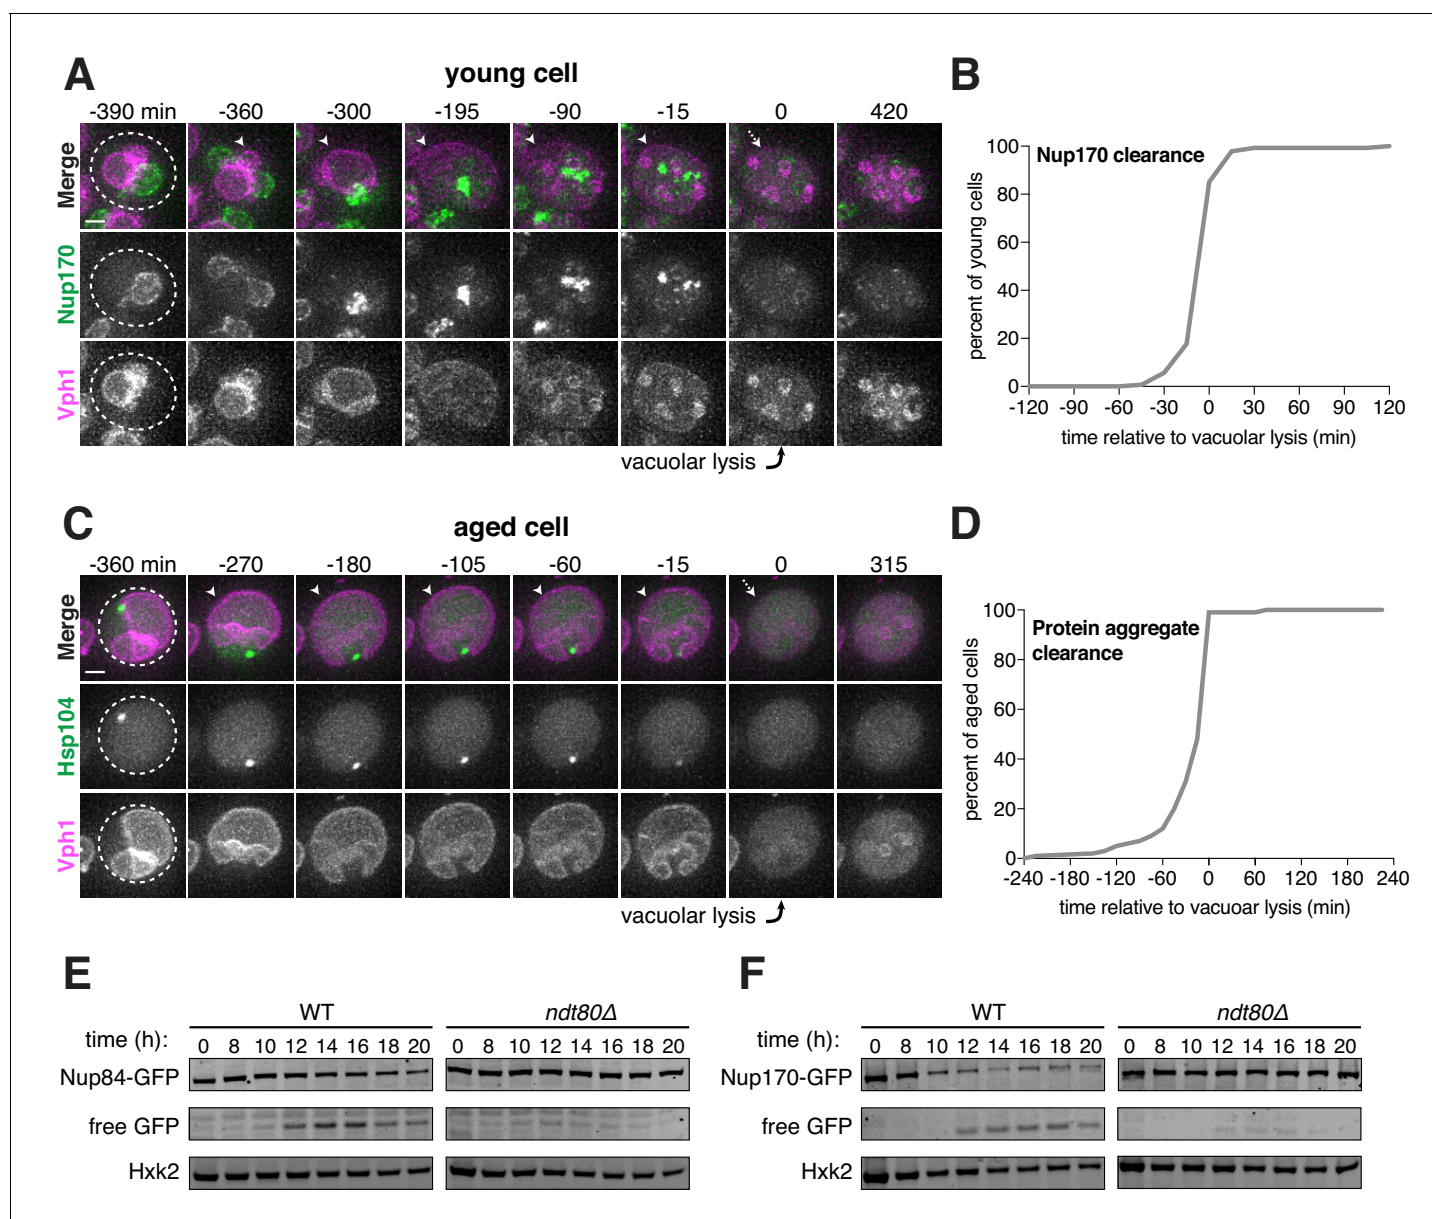 A
young cell
-390 min -360 -300 -195 -90 -15 0 420
Merge
Nup170
Vph1
vacuolar lysis
B
Nup170 clearance
percent of young cells
100
80
60
40
20
0
-120 -90 -60 -30 0 30 60 90 120
time relative to vacuolar lysis (min)
C
aged cell
-360 min -270 -180 -105 -60 -15 0 315
Merge
Hsp104
Vph1
vacuolar lysis
D
Protein aggregate
clearance
percent of aged cells
100
80
60
40
20
0
-240 -180 -120 -60 0 60 120 180 240
time relative to vacuoar lysis (min)
E
WT ndt80Δ
time (h): 0 8 10 12 14 16 18 20 0 8 10 12 14 16 18 20
Nup84-GFP
free GFP
Hxk2
F
WT ndt80Δ
time (h): 0 8 10 12 14 16 18 20 0 8 10 12 14 16 18 20
Nup170-GFP
free GFP
Hxk2